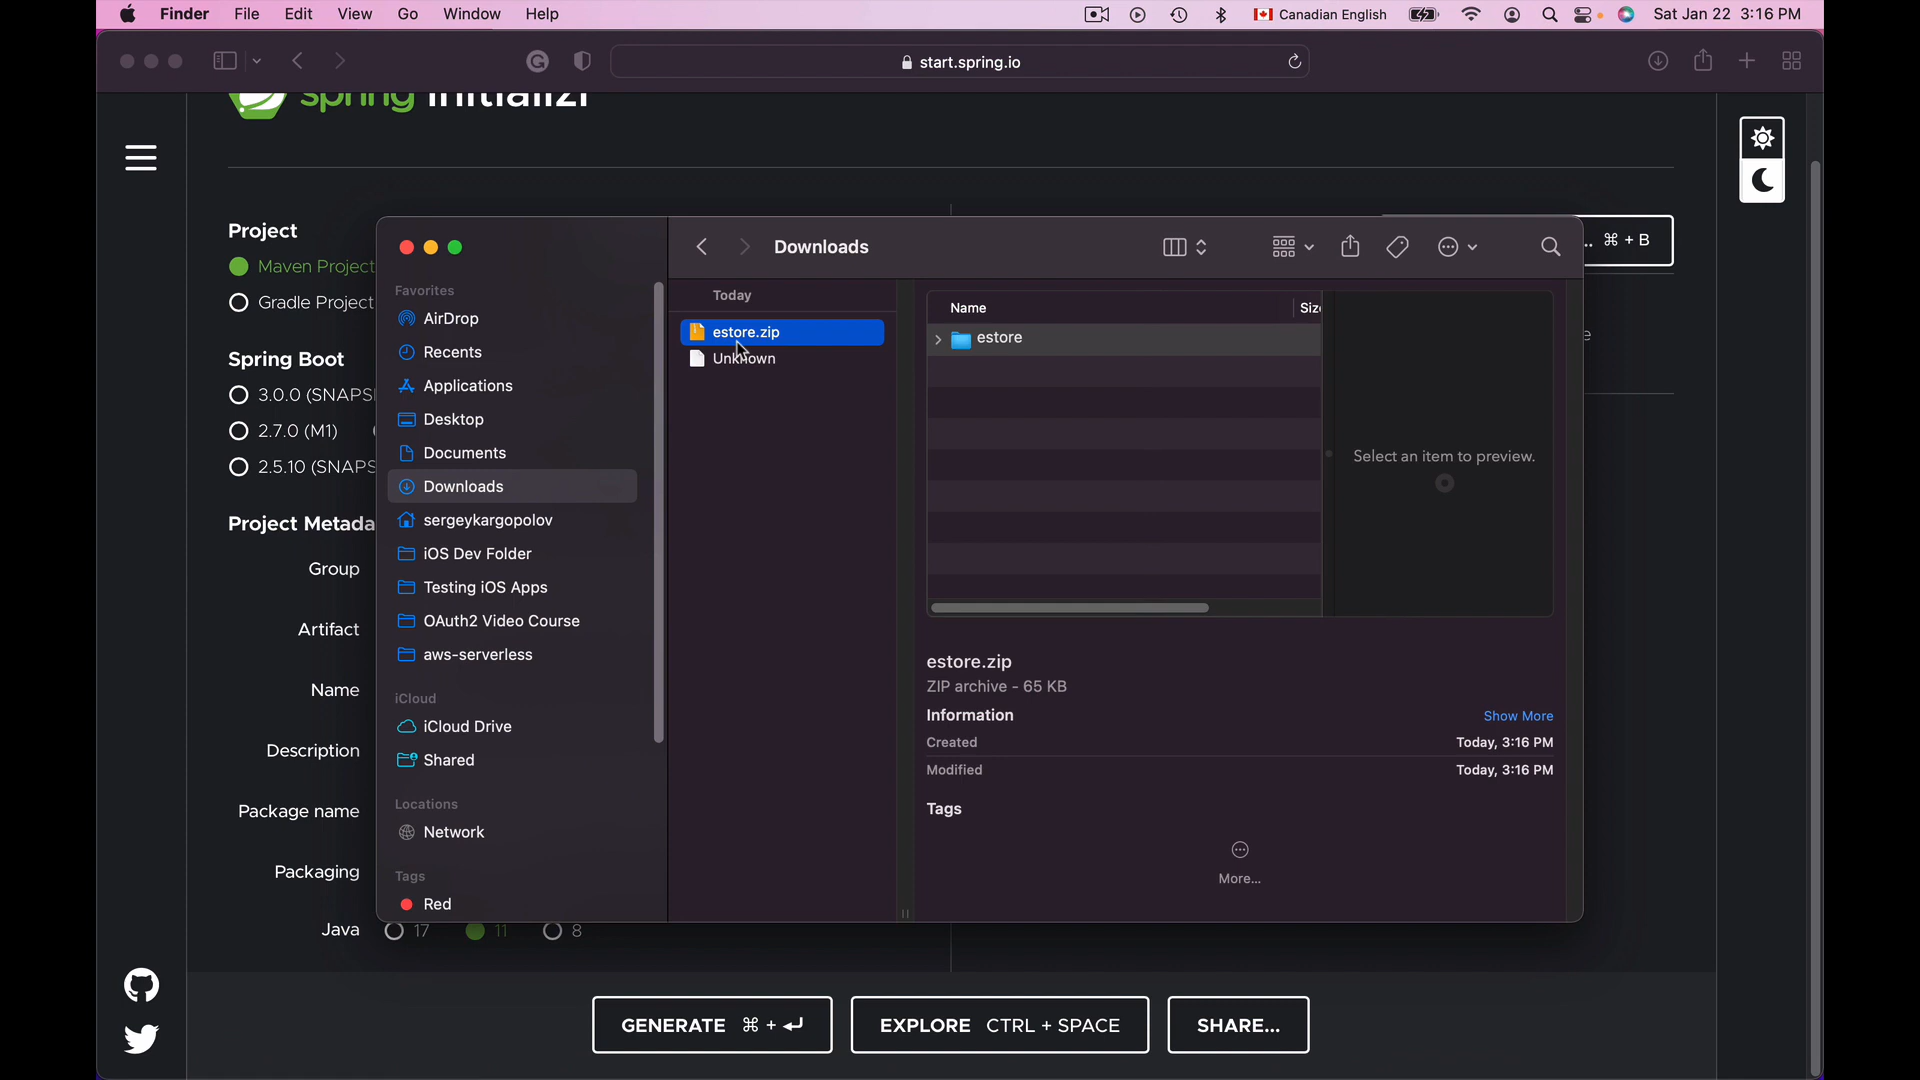 Finder File Edit View Go Window Help Canadian English Sat Jan 22 3:16 PM
start.spring.io
spring initializr
Project
Maven Project
Gradle Project
Spring Boot
3.0.0 (SNAPS
2.7.0 (M1)
2.5.10 (SNAPS
Project Metada
Group
Artifact
Name
Description
Package name
Packaging
Java 17 11 8
.. ⌘ + B
e
Downloads
Favorites
AirDrop
Recents
Applications
Desktop
Documents
Downloads
sergeykargopolov
iOS Dev Folder
Testing iOS Apps
OAuth2 Video Course
aws-serverless
iCloud
iCloud Drive
Shared
Locations
Network
Tags
Red
Today
estore.zip
Unknown
Name Size
estore
Select an item to preview.
estore.zip
ZIP archive - 65 KB
Information Show More
Created Today, 3:16 PM
Modified Today, 3:16 PM
Tags
More...
GENERATE ⌘ + ↵
EXPLORE CTRL + SPACE
SHARE...